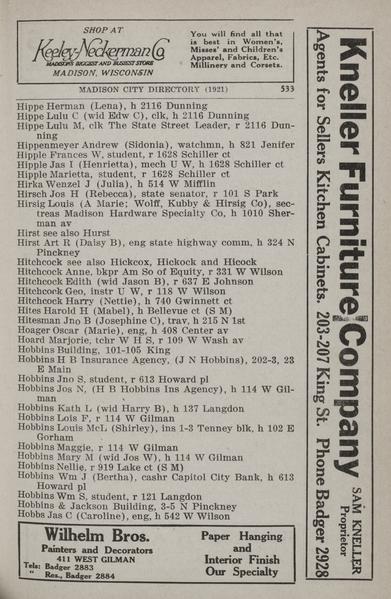 SHOP AT
Keeley-Neckerman Co
MADISON'S BIGGEST AND BUSIEST STORE
MADISON, WISCONSIN
You will find all that
is best in Women's,
Misses' and Children's
Apparel, Fabrics, Etc.
Millinery and Corsets.
MADISON CITY DIRECTORY (1921) 533
Hippe Herman (Lena), h 2116 Dunning
Hippe Lulu C (wid Edw C), clk, h 2116 Dunning
Hippe Lulu M, clk The State Street Leader, r 2116 Dun-
ning
Hippenmeyer Andrew (Sidonia), watchmn, h 821 Jenifer
Hipple Frances W, student, r 1628 Schiller ct
Hipple Jas I (Henrietta), mech U W, h 1628 Schiller ct
Hipple Marietta, student, r 1628 Schiller ct
Hirka Wenzel J (Julia), h 514 W Mifflin
Hirsch Jos H (Rebecca), state senator, r 101 S Park
Hirsig Louis (A Marie; Wolff, Kubby & Hirsig Co), sec-
treas Madison Hardware Specialty Co, h 1010 Sher-
man av
Hirst see also Hurst
Hirst Art R (Daisy B), eng state highway comm, h 324 N
Pinckney
Hitchcock see also Hickcox, Hickock and Hicock
Hitchcock Anne, bkpr Am So of Equity, r 331 W Wilson
Hitchcock Edith (wid Jason B), r 637 E Johnson
Hitchcock Geo, instr U W, r 118 W Wilson
Hitchcock Harry (Nettie), h 740 Gwinnett ct
Hites Harold H (Mabel), h Bellevue ct (S M)
Hitesman Jno B (Josephine C), trav, h 215 N 1st
Hoager Oscar (Marie), eng, h 408 Center av
Hoard Marjorie, tchr W H S, r 109 W Wash av
Hobbins Building, 101-105 King
Hobbins H B Insurance Agency, (J N Hobbins), 202-3, 23
E Main
Hobbins Jno S, student, r 613 Howard pl
Hobbins Jos N, (H B Hobbins Ins Agency), h 114 W Gil-
man
Hobbins Kath L (wid Harry B), h 137 Langdon
Hobbins Lois F, r 114 W Gilman
Hobbins Louis McL (Shirley), ins 1-3 Tenney blk, h 102 E
Gorham
Hobbins Maggie, r 114 W Gilman
Hobbins Mary M (wid Jos W), h 114 W Gilman
Hobbins Nellie, r 919 Lake ct (S M)
Hobbins Wm J (Bertha), cashr Capitol City Bank, h 613
Howard pl
Hobbins Wm S, student, r 121 Langdon
Hobbins & Jackson Building, 3-5 N Pinckney
Hobbs Jas C (Caroline), eng, h 542 W Wilson
Wilhelm Bros.
Painters and Decorators
411 WEST GILMAN
Tels: Badger 2883
" Res., Badger 2884
Paper Hanging
and
Interior Finish
Our Specialty
Kneller Furniture Company
SAM KNELLER
Proprietor
Agents for Sellers Kitchen Cabinets. 203-207 King St. Phone Badger 2928